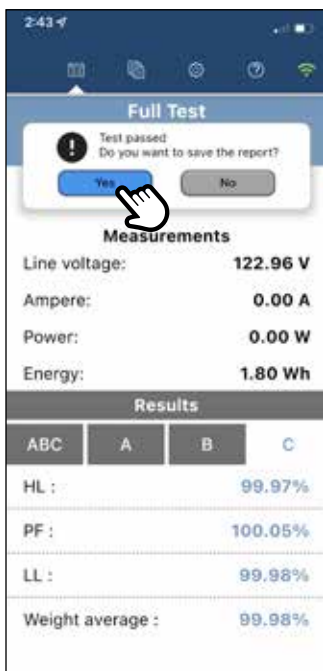 2:43
Full Test
Test passed
Do you want to save the report?
Yes No
Measurements
Line voltage: 122.96 V
Ampere: 0.00 A
Power: 0.00 W
Energy: 1.80 Wh
Results
ABC A B C
HL : 99.97%
PF : 100.05%
LL : 99.98%
Weight average : 99.98%